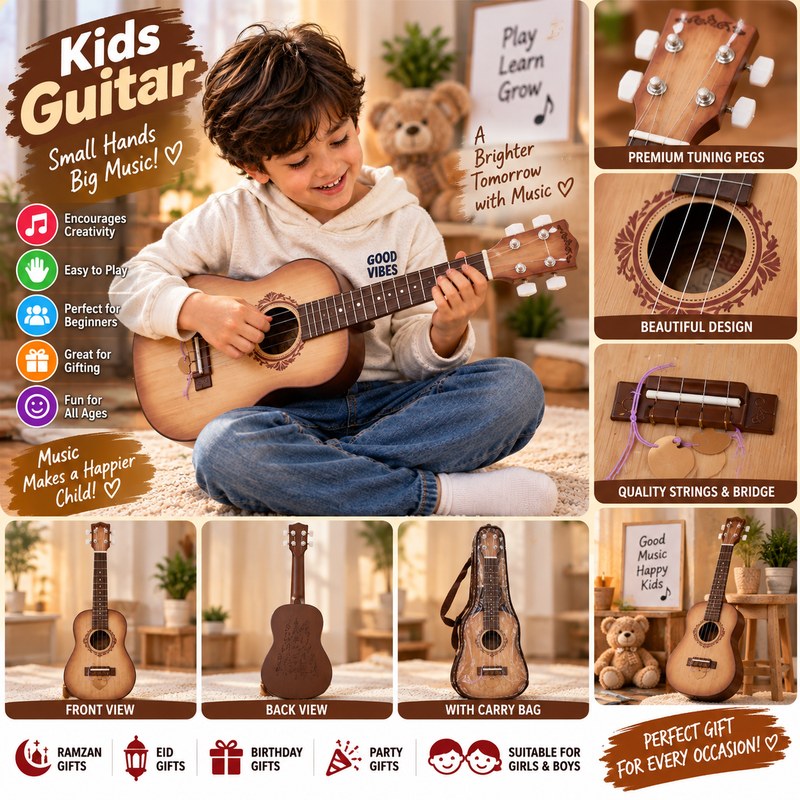 Kids
Guitar
Small Hands
Big Music!
Encourages
Creativity
Easy to Play
Perfect for
Beginners
Great for
Gifting
Fun for
All Ages
Music
Makes a Happier
Child!
Play
Learn
Grow
A
Brighter
Tomorrow
with Music
GOOD
VIBES
PREMIUM TUNING PEGS
BEAUTIFUL DESIGN
QUALITY STRINGS & BRIDGE
FRONT VIEW
BACK VIEW
WITH CARRY BAG
Good
Music
Happy
Kids
RAMZAN
GIFTS
EID
GIFTS
BIRTHDAY
GIFTS
PARTY
GIFTS
SUITABLE FOR
GIRLS & BOYS
PERFECT GIFT
FOR EVERY OCCASION!